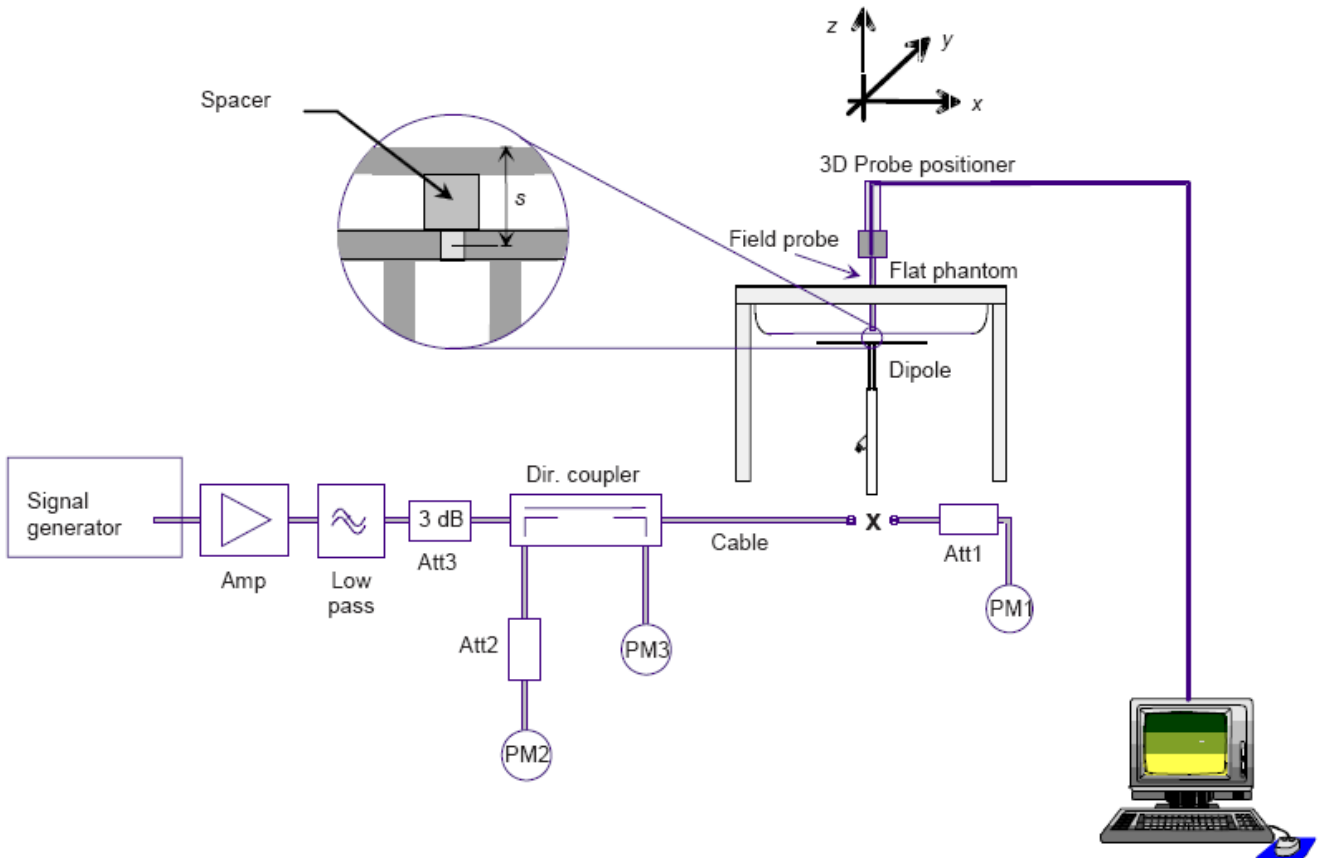 z
y
x
Spacer
s
3D Probe positioner
Field probe
Flat phantom
Dipole
Signal
generator
Amp
Low
pass
3 dB
Att3
Dir. coupler
Cable
X
Att1
PM1
Att2
PM3
PM2